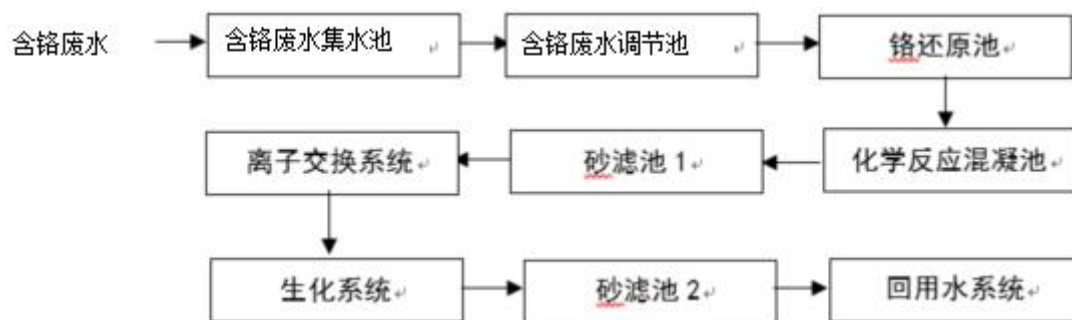 含铬废水
含铬废水集水池
含铬废水调节池
铬还原池
化学反应混凝池
砂滤池 1
离子交换系统
生化系统
砂滤池 2
回用水系统